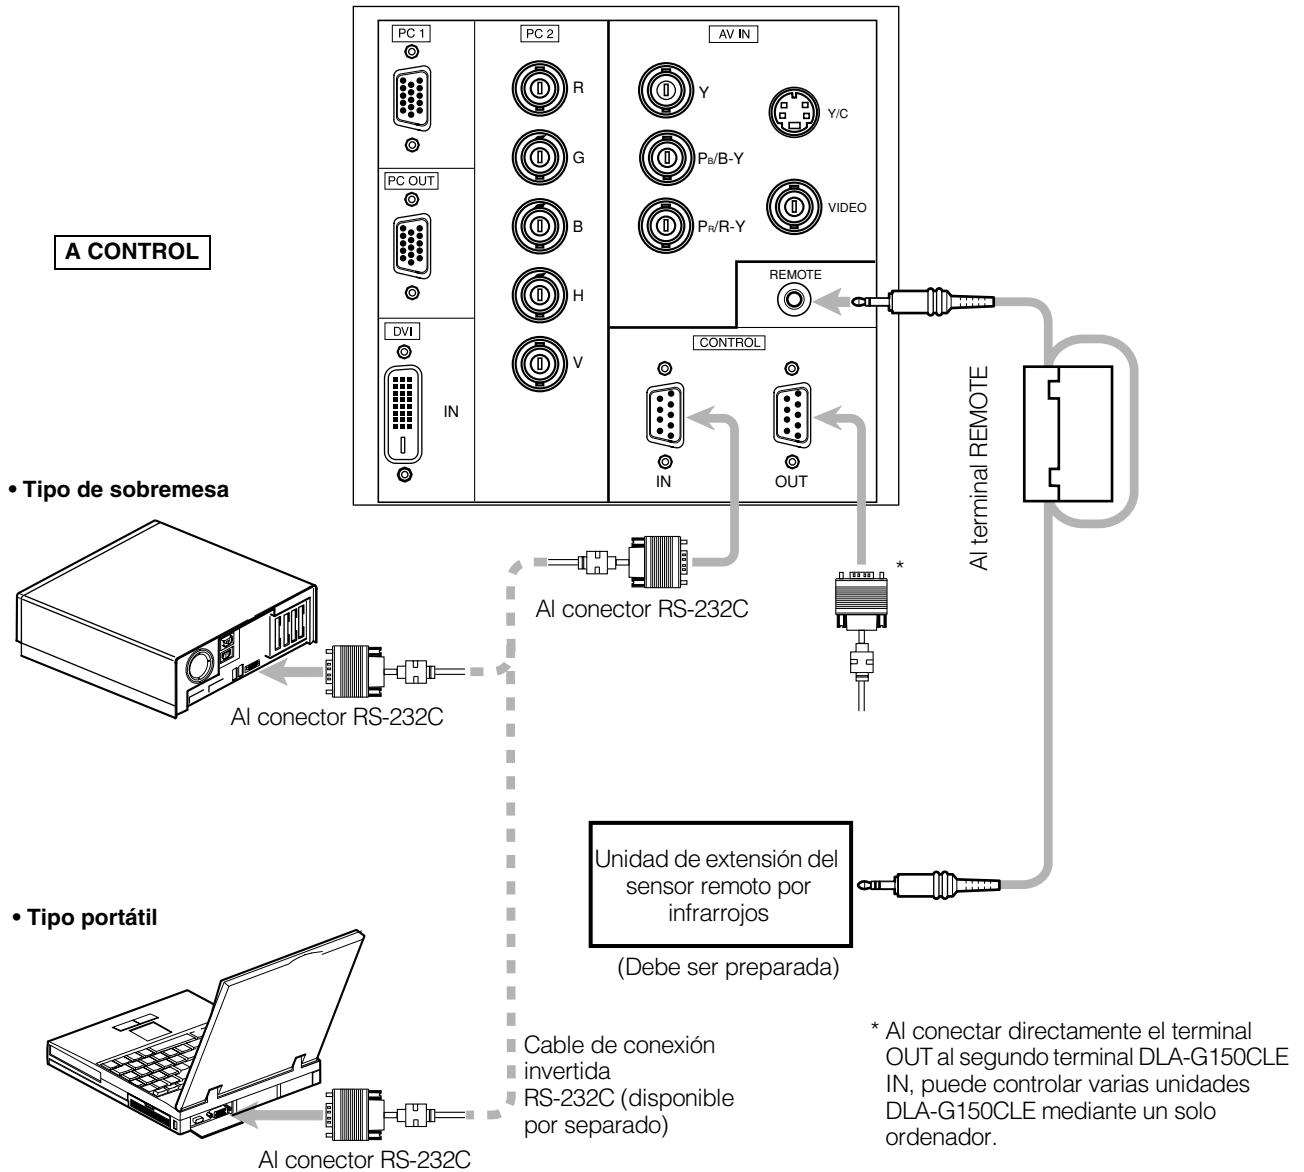 PC 1
PC 2
AV IN
R
Y
Y/C
G
PB/B-Y
PC OUT
VIDEO
B
PR/R-Y
A CONTROL
REMOTE
H
DVI
CONTROL
V
IN
IN
OUT
Al terminal REMOTE
• Tipo de sobremesa
*
Al conector RS-232C
Al conector RS-232C
Unidad de extensión del
sensor remoto por
infrarrojos
(Debe ser preparada)
• Tipo portátil
Cable de conexión
invertida
RS-232C (disponible
por separado)
* Al conectar directamente el terminal
OUT al segundo terminal DLA-G150CLE
IN, puede controlar varias unidades
DLA-G150CLE mediante un solo
ordenador.
Al conector RS-232C